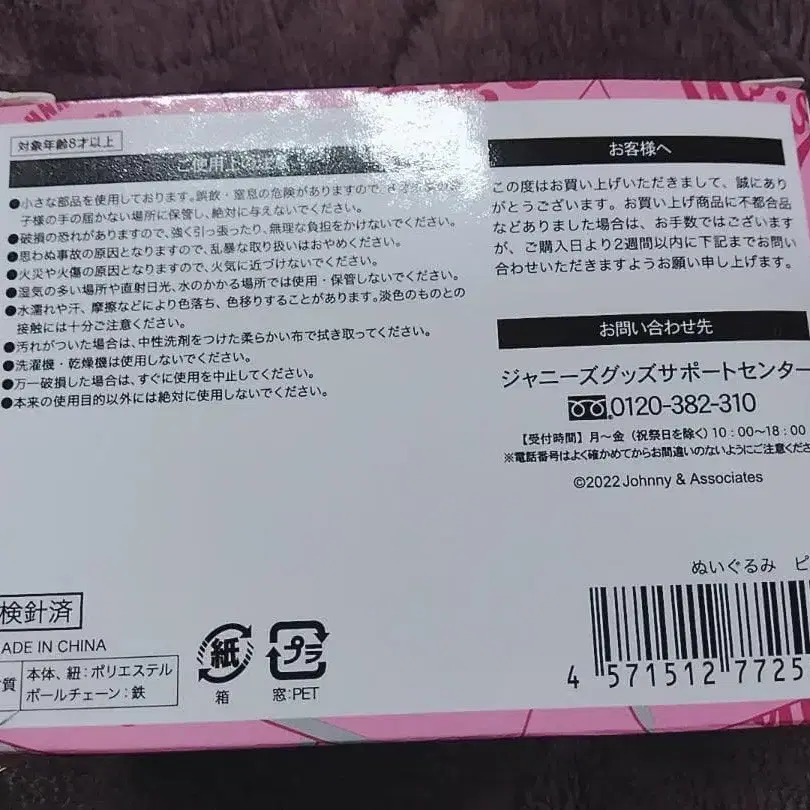 対象年齢8才以上
ご使用上の注
●小さな部品を使用しております。誤飲・窒息の危険がありますので、
子様の手の届かない場所に保管し、絶対に与えないでください。
●破損の恐れがありますので、強く引っ張ったり、無理な負担をかけないでください。
●思わぬ事故の原因となりますので、乱暴な取り扱いはおやめください。
●火災や火傷の原因となりますので、火気に近づけないでください。
●湿気の多い場所や直射日光、水のかかる場所では使用・保管しないでください。
●水濡れや汗、摩擦などにより色落ち、色移りすることがあります。淡色のものとの
接触には十分ご注意ください。
●汚れがついた場合は、中性洗剤をつけた柔らかい布で拭き取ってください。
●洗濯機・乾燥機は使用しないでください。
●万一破損した場合は、すぐに使用を中止してください。
●本来の使用目的以外には絶対に使用しないでください。
お客様へ
この度はお買い上げいただきまして、誠にあり
がとうございます。お買い上げ商品に不都合品
などありました場合は、お手数ではございます
が、ご購入日より2週間以内に下記までお問い
合わせいただきますようお願い申し上げます。
お問い合わせ先
ジャニーズグッズサポートセンター
0120-382-310
【受付時間】月〜金（祝祭日を除く）10：00〜18：00
※電話番号はよく確かめてからお間違いのないようにご注意くださ
©2022 Johnny & Associates
ぬいぐるみ ピ
4 571512 7725
検針済
ADE IN CHINA
質
本体、紐：ポリエステル
ボールチェーン：鉄
紙
箱
プラ
窓：PET